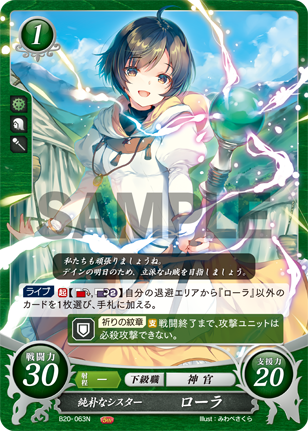 1
SAMPLE
私たちも頑張りましょうね。
デインの明日のため、立派な山賊を目指しましょう。
ライブ 起 自分の退避エリアから『ローラ』以外の
カードを1枚選び、手札に加える。
祈りの紋章 支 戦闘終了まで、攻撃ユニットは
必殺攻撃できない。
戦闘力
30
射程 一 下級職 神官
支援力
20
純朴なシスター ローラ
B20-063N
Illust:みわべさくら